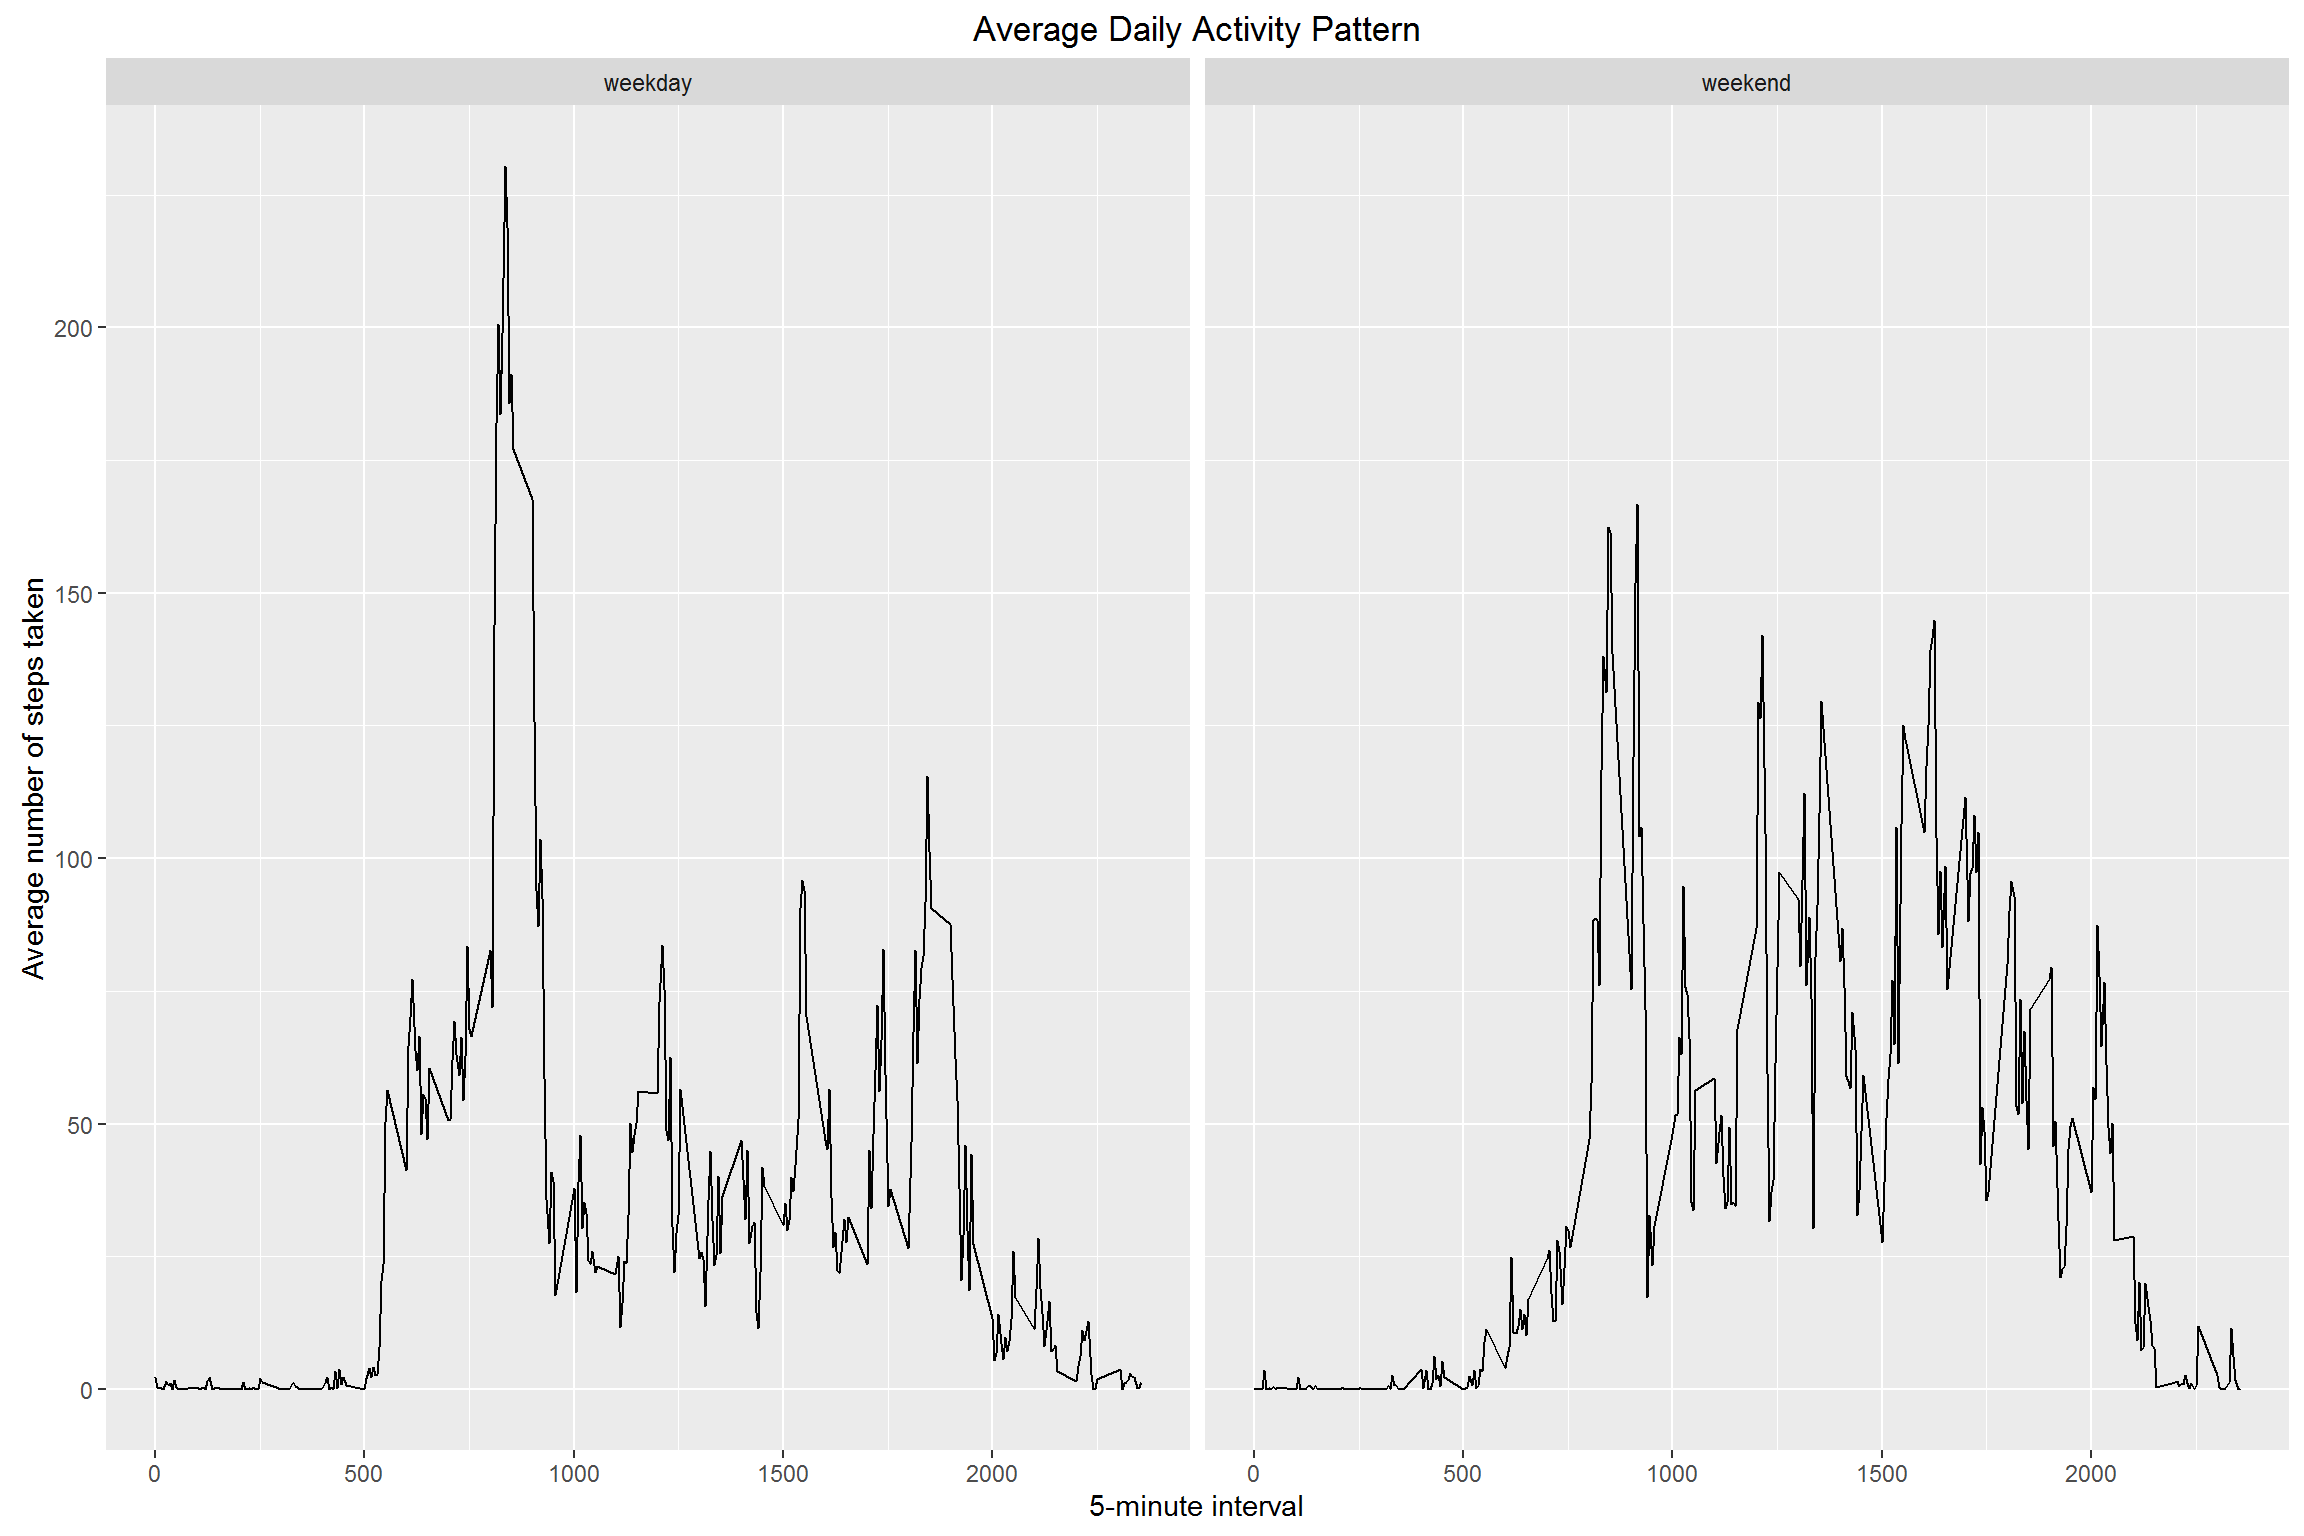 Average Daily Activity Pattern
weekday
weekend
Average number of steps taken
200
150
100
50
0
0 500 1000 1500 2000
0 500 1000 1500 2000
5-minute interval